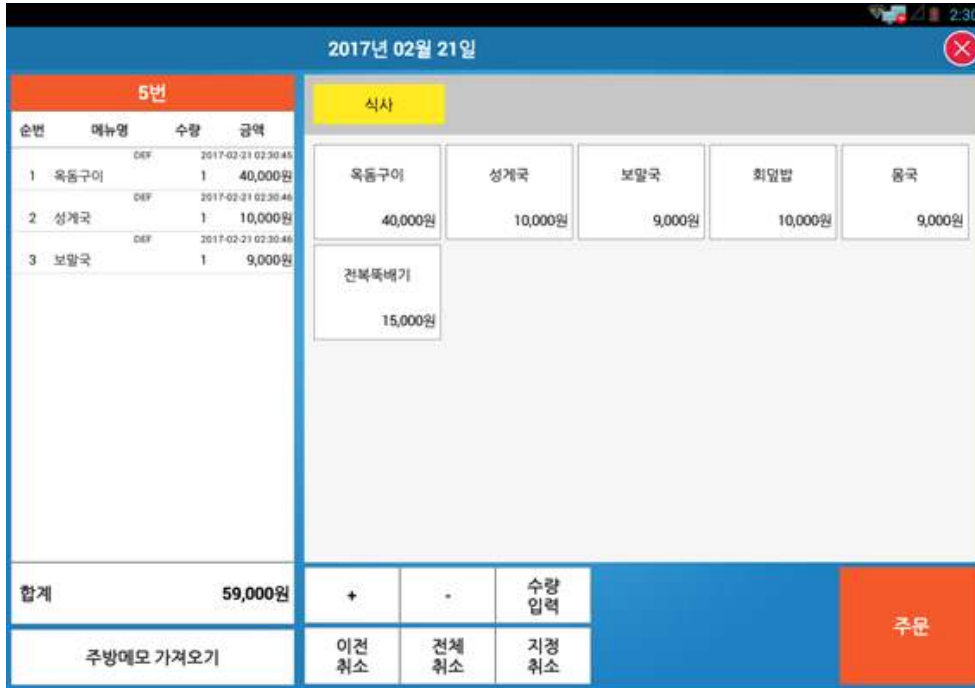 2:30
2017년 02월 21일
5번
순번 메뉴명 수량 금액
DEF 2017-02-21 02:30:45
1 옥돔구이 1 40,000원
DEF 2017-02-21 02:30:46
2 성게국 1 10,000원
DEF 2017-02-21 02:30:46
3 보말국 1 9,000원
합계 59,000원
주방메모 가져오기
식사
옥돔구이 성게국 보말국 회덮밥 몸국
40,000원 10,000원 9,000원 10,000원 9,000원
전복뚝배기
15,000원
+ - 수량
입력
이전 전체 지정
취소 취소 취소
주문